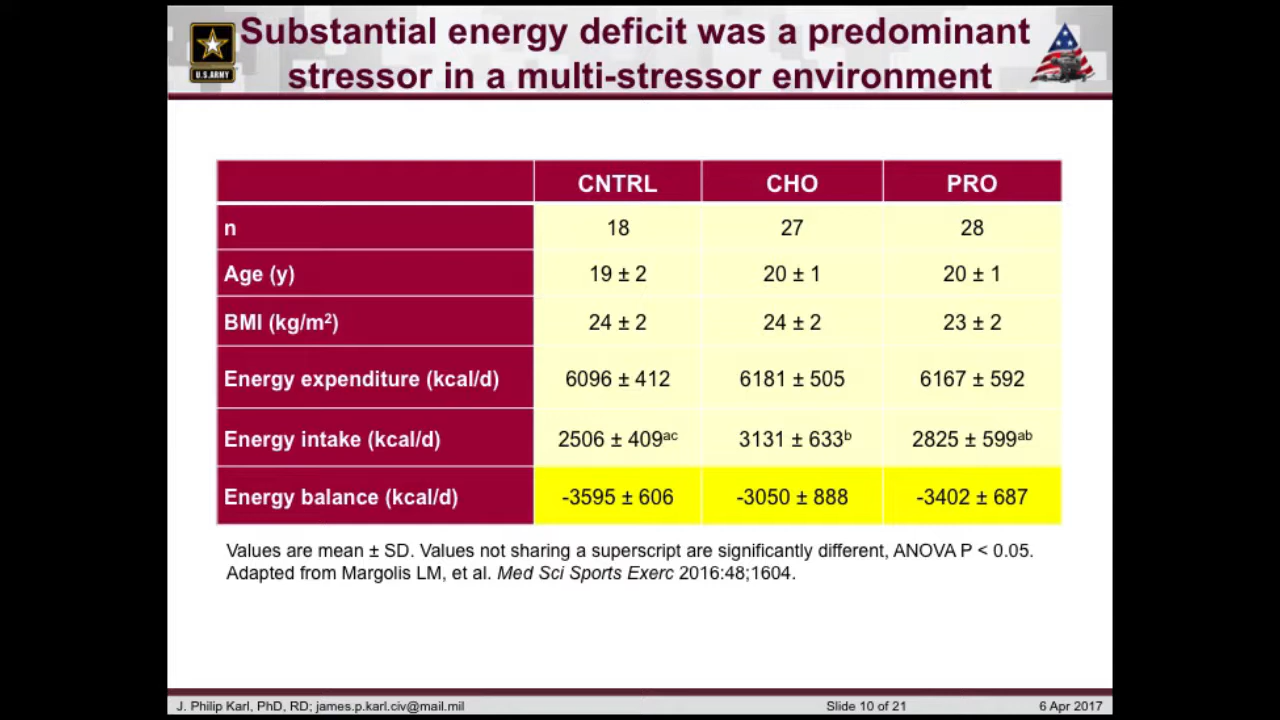 Substantial energy deficit was a predominant
stressor in a multi-stressor environment
U.S.ARMY
CNTRL CHO PRO
n 18 27 28
Age (y) 19 ± 2 20 ± 1 20 ± 1
BMI (kg/m²) 24 ± 2 24 ± 2 23 ± 2
Energy expenditure (kcal/d) 6096 ± 412 6181 ± 505 6167 ± 592
Energy intake (kcal/d) 2506 ± 409ᵃᶜ 3131 ± 633ᵇ 2825 ± 599ᵃᵇ
Energy balance (kcal/d) -3595 ± 606 -3050 ± 888 -3402 ± 687
Values are mean ± SD. Values not sharing a superscript are significantly different, ANOVA P < 0.05.
Adapted from Margolis LM, et al. Med Sci Sports Exerc 2016:48;1604.
J. Philip Karl, PhD, RD; james.p.karl.civ@mail.mil Slide 10 of 21 6 Apr 2017